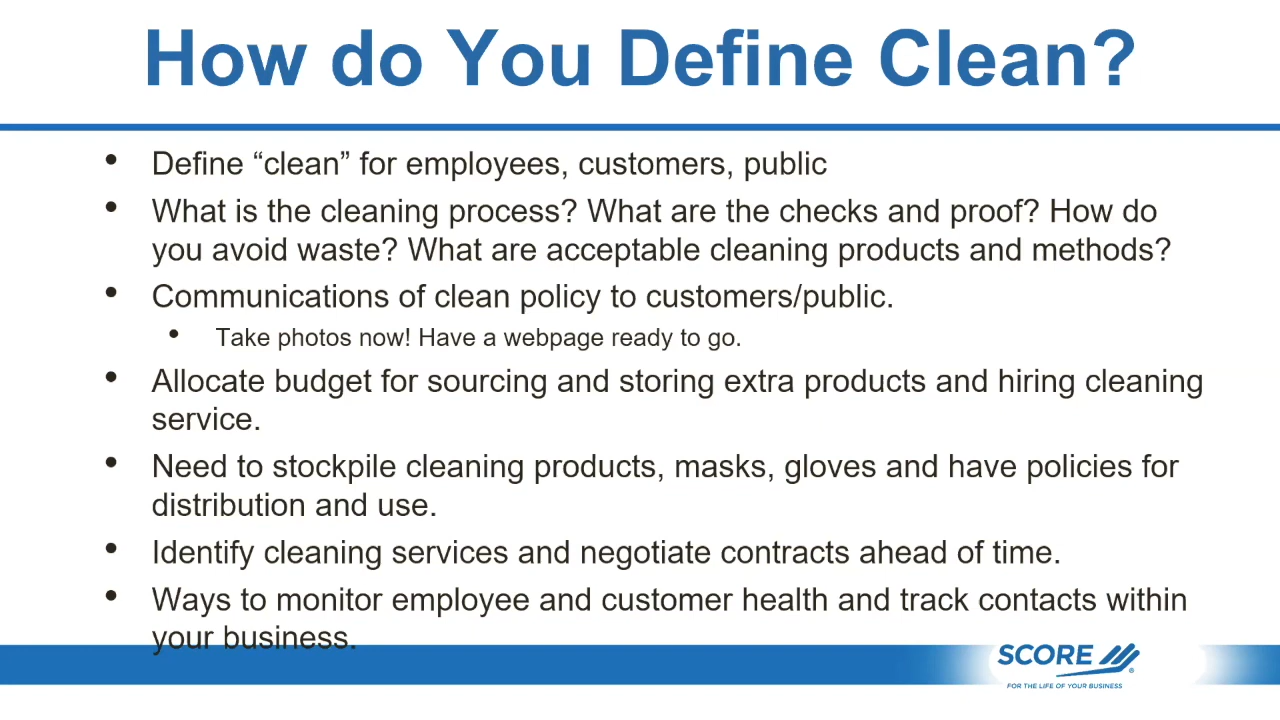 How do You Define Clean?
• Define “clean” for employees, customers, public
• What is the cleaning process? What are the checks and proof? How do
you avoid waste? What are acceptable cleaning products and methods?
• Communications of clean policy to customers/public.
• Take photos now! Have a webpage ready to go.
• Allocate budget for sourcing and storing extra products and hiring cleaning
service.
• Need to stockpile cleaning products, masks, gloves and have policies for
distribution and use.
• Identify cleaning services and negotiate contracts ahead of time.
• Ways to monitor employee and customer health and track contacts within
your business.
SCORE ®
FOR THE LIFE OF YOUR BUSINESS